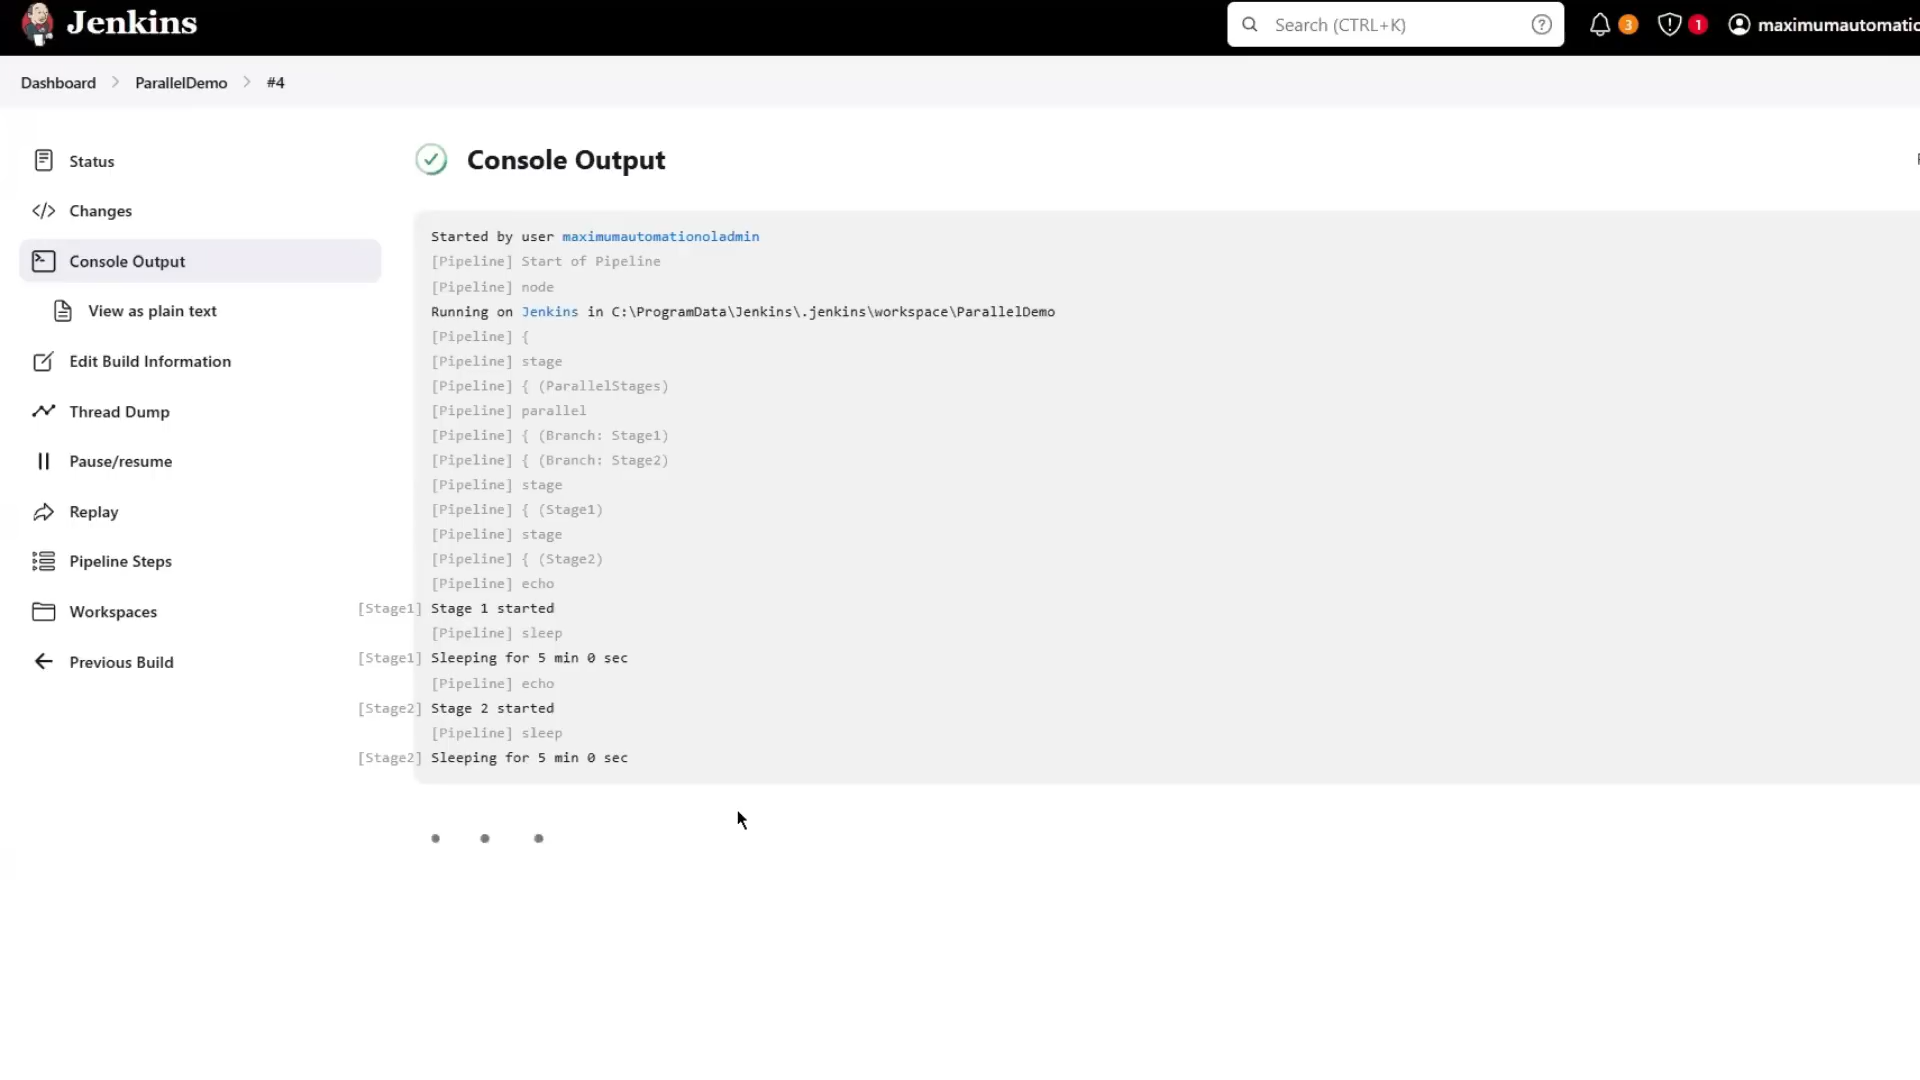 Jenkins
Search (CTRL+K)
3
1
maximumautomatic
Dashboard
ParallelDemo
#4
Status
Changes
Console Output
View as plain text
Edit Build Information
Thread Dump
Pause/resume
Replay
Pipeline Steps
Workspaces
Previous Build
Console Output
Started by user maximumautomationoladmin
[Pipeline] Start of Pipeline
[Pipeline] node
Running on Jenkins in C:\ProgramData\Jenkins\.jenkins\workspace\ParallelDemo
[Pipeline] {
[Pipeline] stage
[Pipeline] { (ParallelStages)
[Pipeline] parallel
[Pipeline] { (Branch: Stage1)
[Pipeline] { (Branch: Stage2)
[Pipeline] stage
[Pipeline] { (Stage1)
[Pipeline] stage
[Pipeline] { (Stage2)
[Pipeline] echo
[Stage1] Stage 1 started
[Pipeline] sleep
[Stage1] Sleeping for 5 min 0 sec
[Pipeline] echo
[Stage2] Stage 2 started
[Pipeline] sleep
[Stage2] Sleeping for 5 min 0 sec